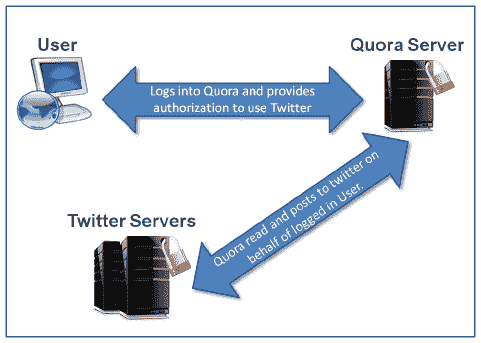 User
Quora Server
Logs into Quora and provides
authorization to use Twitter
Twitter Servers
Quora read and posts to twitter on
behalf of logged in User.